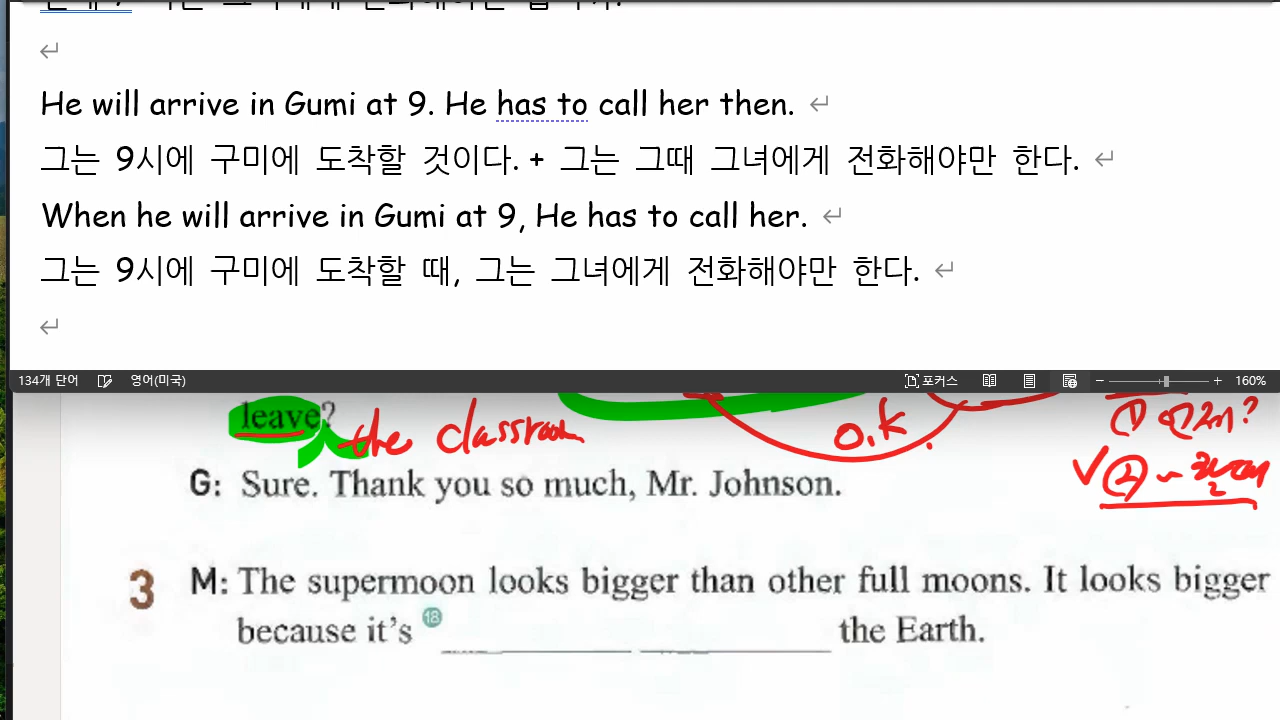 He will arrive in Gumi at 9. He has to call her then.
그는 9시에 구미에 도착할 것이다. + 그는 그때 그녀에게 전화해야만 한다.
When he will arrive in Gumi at 9, He has to call her.
그는 9시에 구미에 도착할 때, 그는 그녀에게 전화해야만 한다.
134개 단어 영어(미국) 포커스 160%
leave? the classroom o.k ① 언제?
G: Sure. Thank you so much, Mr. Johnson. ②
3 M: The supermoon looks bigger than other full moons. It looks bigger
because it's 18 the Earth.